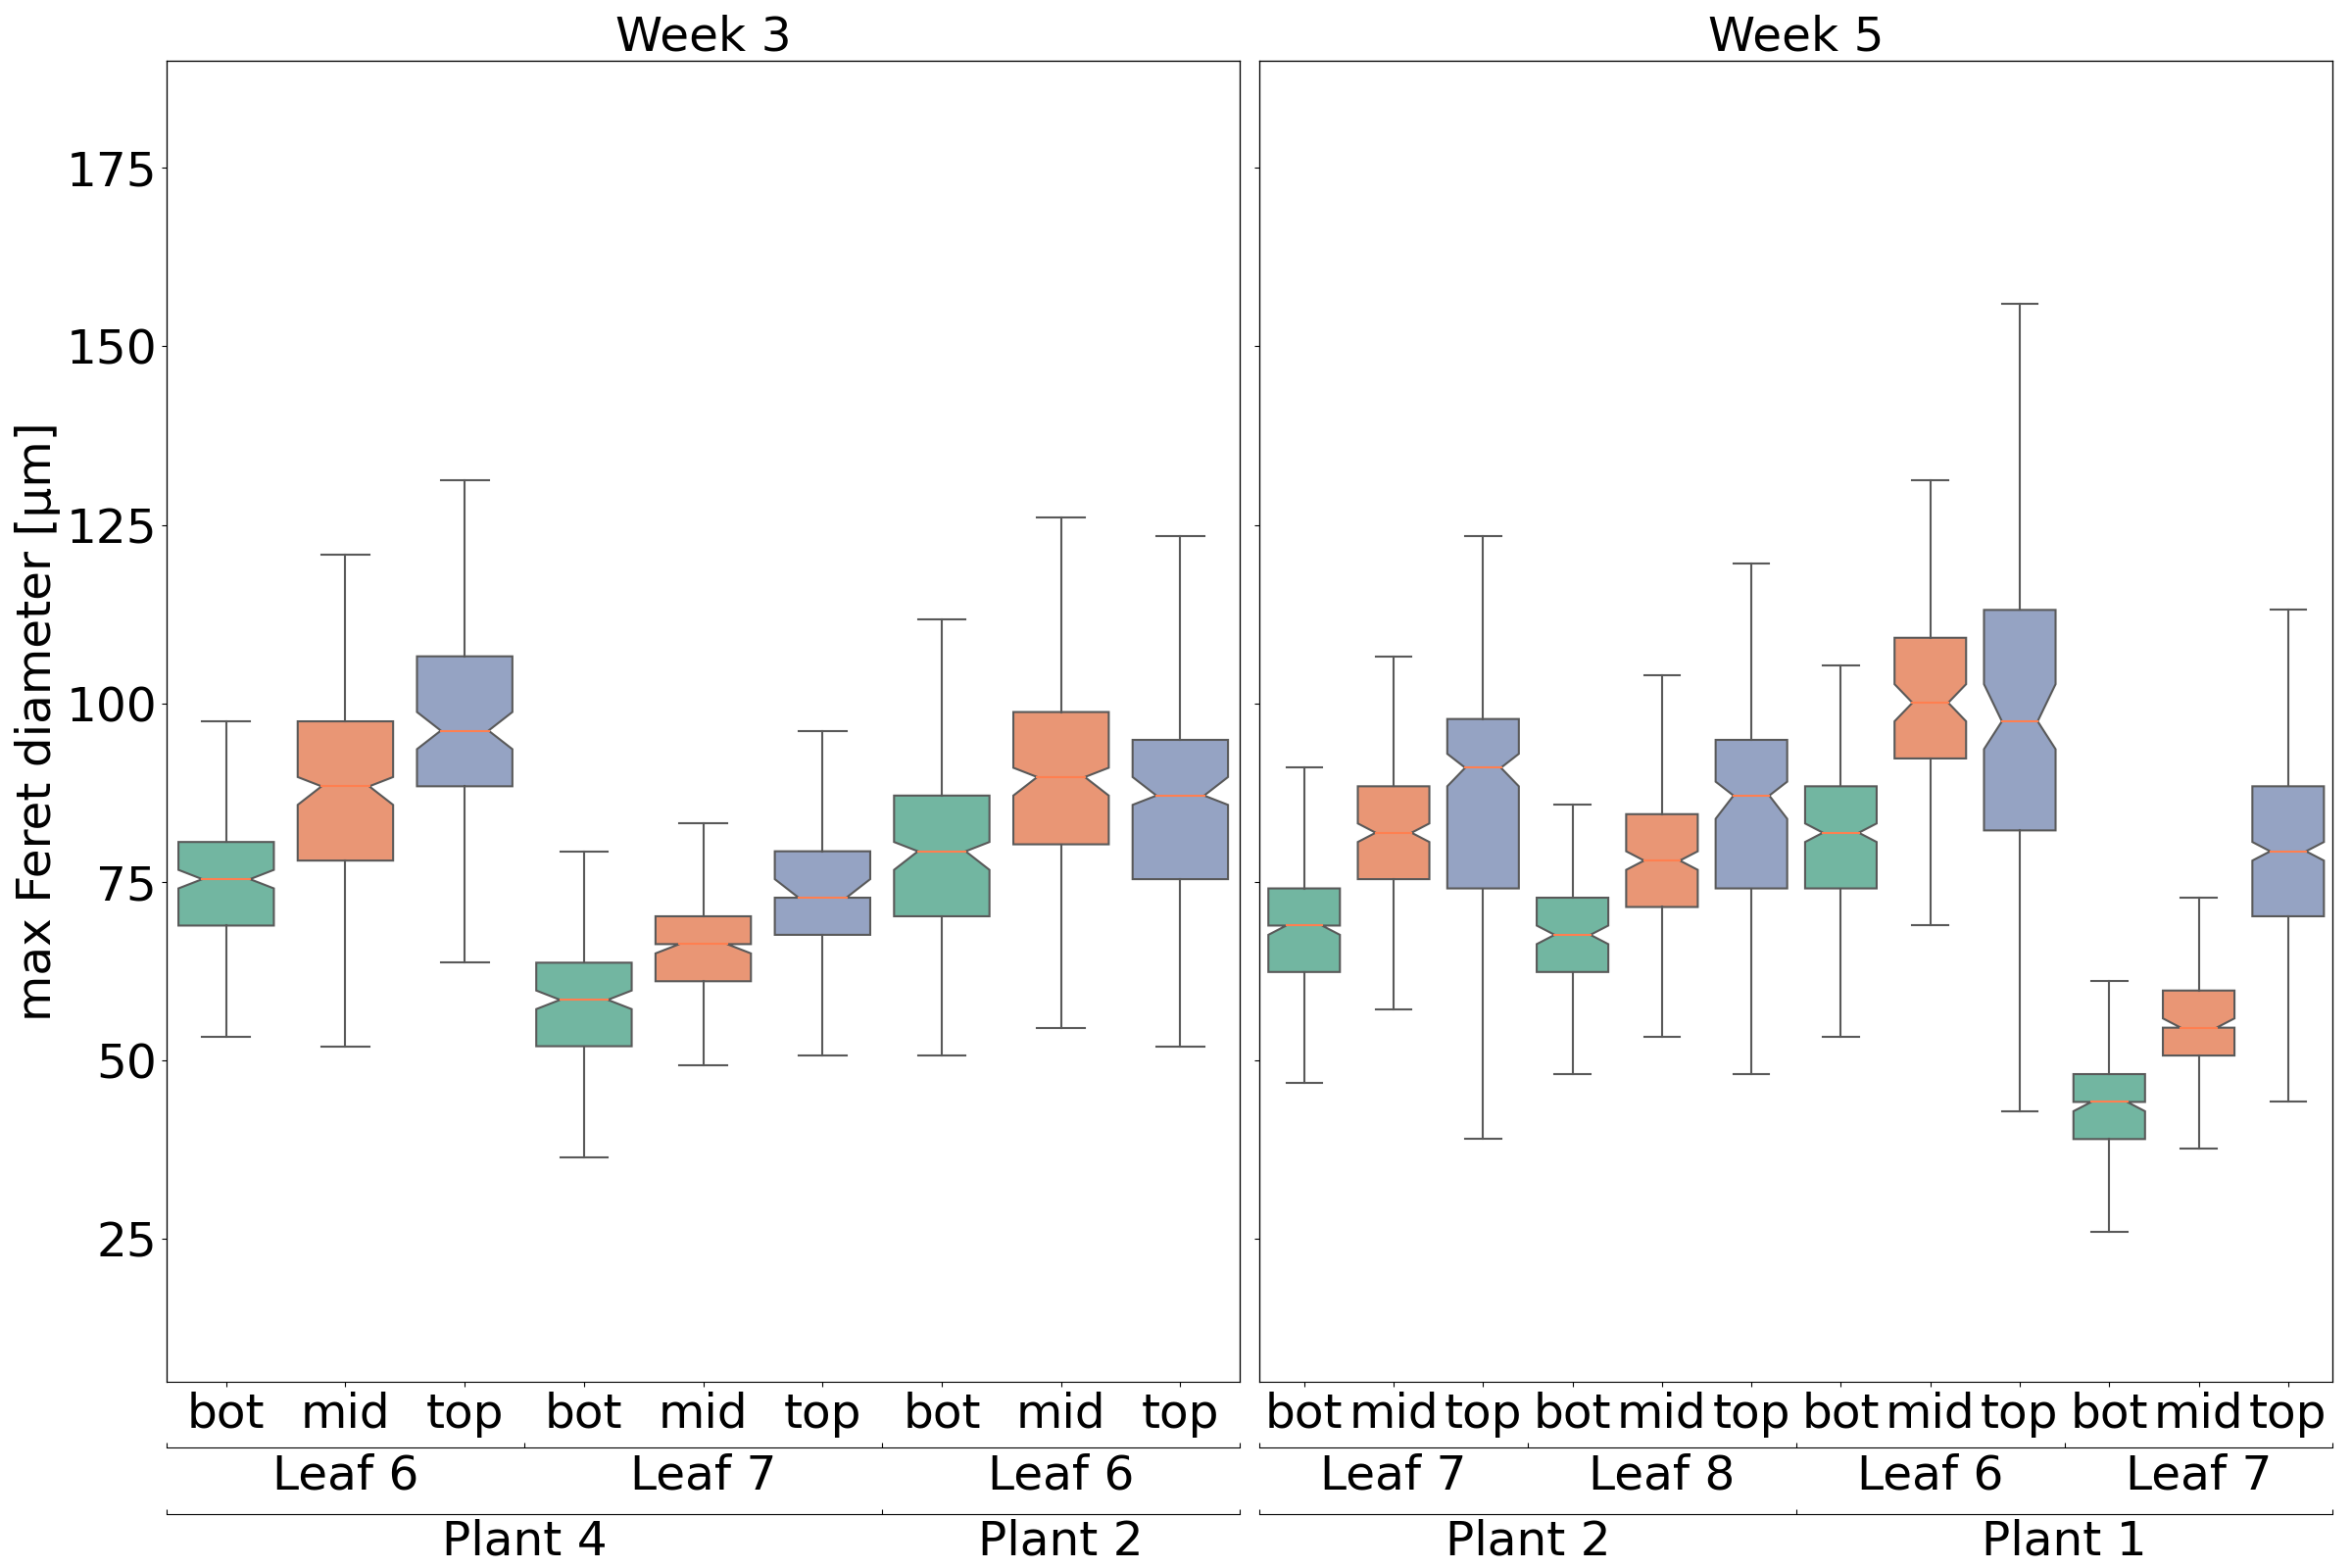 Week 3 Week 5
175
150
125
100
75
50
25
max Feret diameter [µm]
bot mid top bot mid top bot mid top bot mid top bot mid top bot mid top bot mid top
Leaf 6 Leaf 7 Leaf 6 Leaf 7 Leaf 8 Leaf 6 Leaf 7
Plant 4 Plant 2 Plant 2 Plant 1